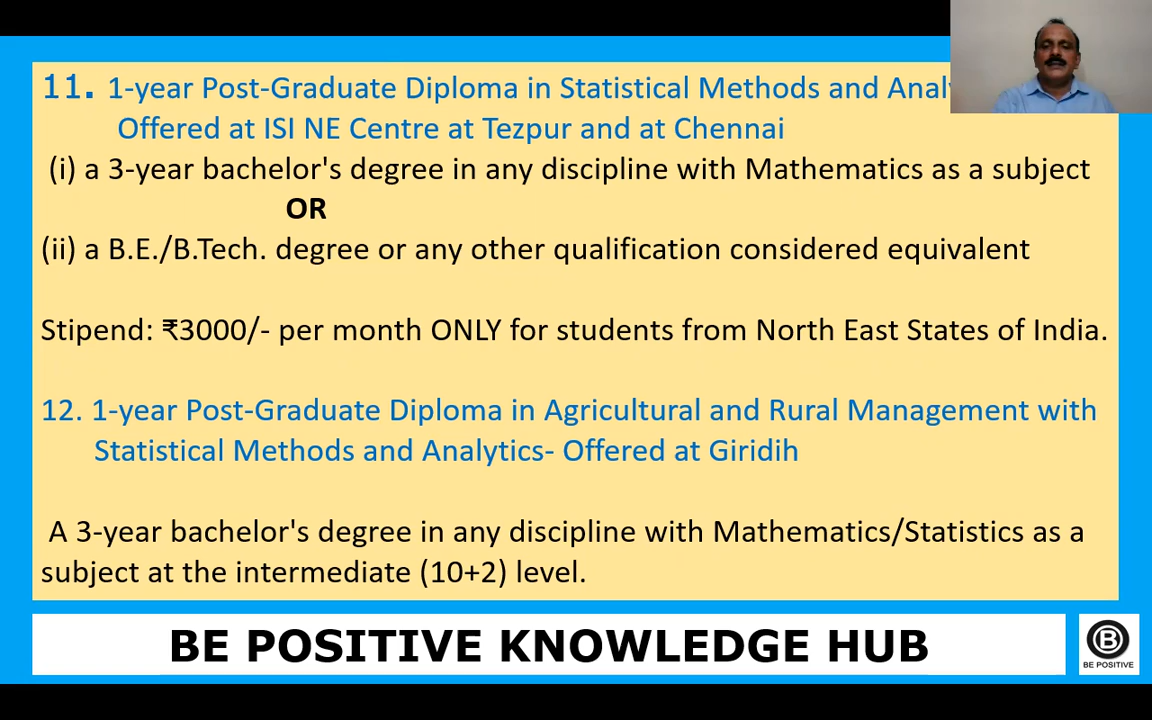 11. 1-year Post-Graduate Diploma in Statistical Methods and
Offered at ISI NE Centre at Tezpur and at Chennai
(i) a 3-year bachelor's degree in any discipline with Mathematics as a subject
OR
(ii) a B.E./B.Tech. degree or any other qualification considered equivalent
Stipend: ₹3000/- per month ONLY for students from North East States of India.
12. 1-year Post-Graduate Diploma in Agricultural and Rural Management with
Statistical Methods and Analytics- Offered at Giridih
A 3-year bachelor's degree in any discipline with Mathematics/Statistics as a
subject at the intermediate (10+2) level.
BE POSITIVE KNOWLEDGE HUB
B
BE POSITIVE